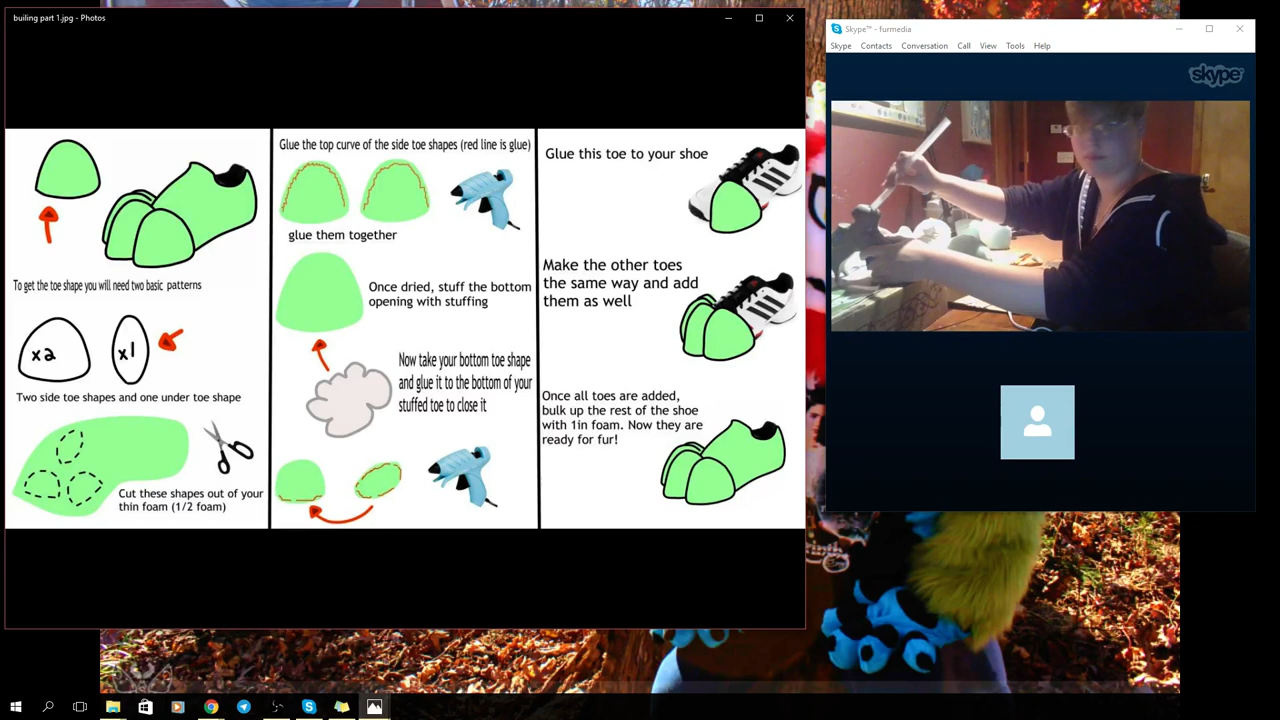 builing part 1.jpg - Photos
To get the toe shape you will need two basic patterns
x2
x1
Two side toe shapes and one under toe shape
Cut these shapes out of your
thin foam (1/2 foam)
Glue the top curve of the side toe shapes (red line is glue)
glue them together
Once dried, stuff the bottom
opening with stuffing
Now take your bottom toe shape
and glue it to the bottom of your
stuffed toe to close it
Glue this toe to your shoe
Make the other toes
the same way and add
them as well
Once all toes are added,
bulk up the rest of the shoe
with 1in foam. Now they are
ready for fur!
Skype™ - furmedia
Skype Contacts Conversation Call View Tools Help
skype